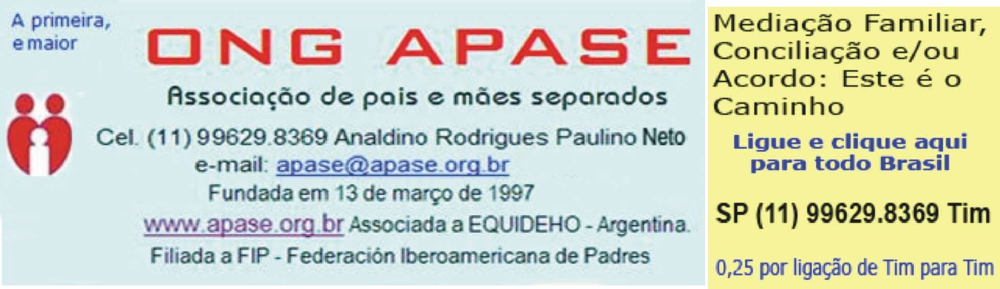 A primeira,
e maior
ONG APASE
Associação de pais e mães separados
Cel. (11) 99629.8369 Analdino Rodrigues Paulino Neto
e-mail: apase@apase.org.br
Fundada em 13 de março de 1997
www.apase.org.br Associada a EQUIDEHO - Argentina.
Filiada a FIP - Federación Iberoamericana de Padres
Mediação Familiar,
Conciliação e/ou
Acordo: Este é o
Caminho
Ligue e clique aqui
para todo Brasil
SP (11) 99629.8369 Tim
0,25 por ligação de Tim para Tim